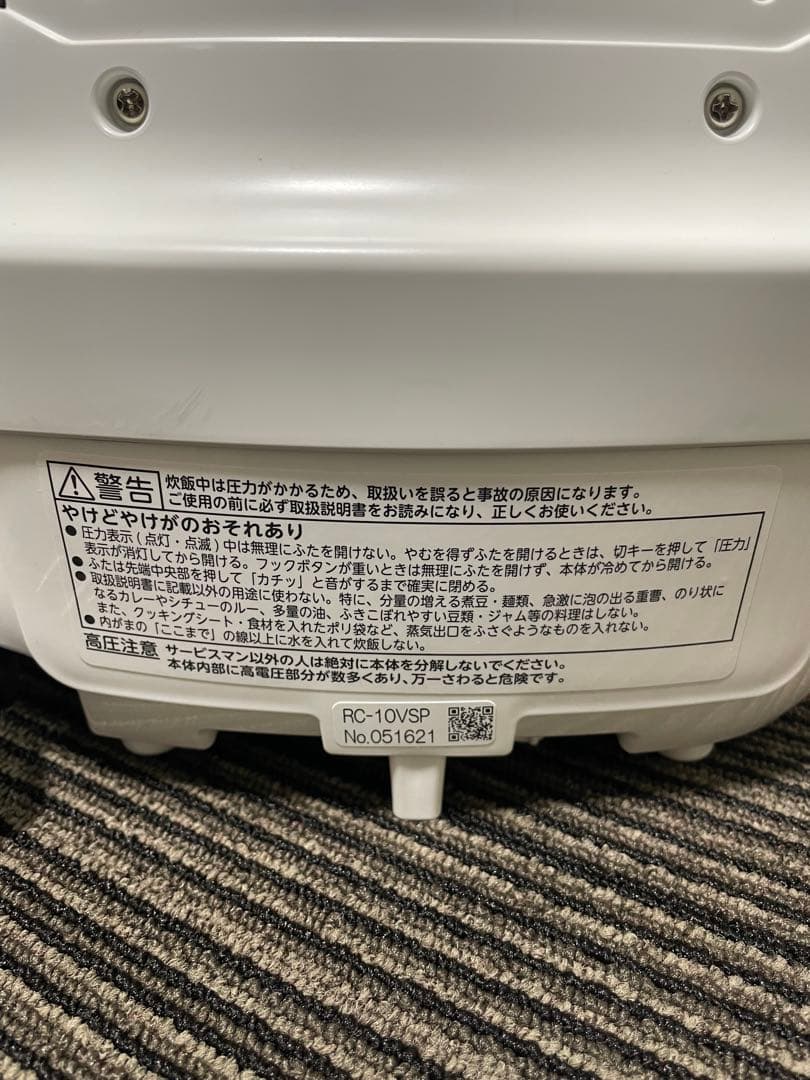 警告
炊飯中は圧力がかかるため、取扱いを誤ると事故の原因になります。
ご使用の前に必ず取扱説明書をお読みになり、正しくお使いください。
やけどやけがのおそれあり
●圧力表示(点灯・点滅)中は無理にふたを開けない。やむを得ずふたを開けるときは、切キーを押して「圧力」
表示が消灯してから開ける。フックボタンが重いときは無理にふたを開けず、本体が冷めてから開ける。
●ふたは先端中央部を押して「カチッ」と音がするまで確実に閉める。
●取扱説明書に記載以外の用途に使わない。特に、分量の増える煮豆・麺類、急激に泡の出る重曹、のり状に
なるカレーやシチューのルー、多量の油、ふきこぼれやすい豆類・ジャム等の料理はしない。
また、クッキングシート・食材を入れたポリ袋など、蒸気出口をふさぐようなものを入れない。
●内がまの「ここまで」の線以上に水を入れて炊飯しない。
高圧注意 サービスマン以外の人は絶対に本体を分解しないでください。
本体内部に高電圧部分が数多くあり、万一さわると危険です。
RC-10VSP
No.051621